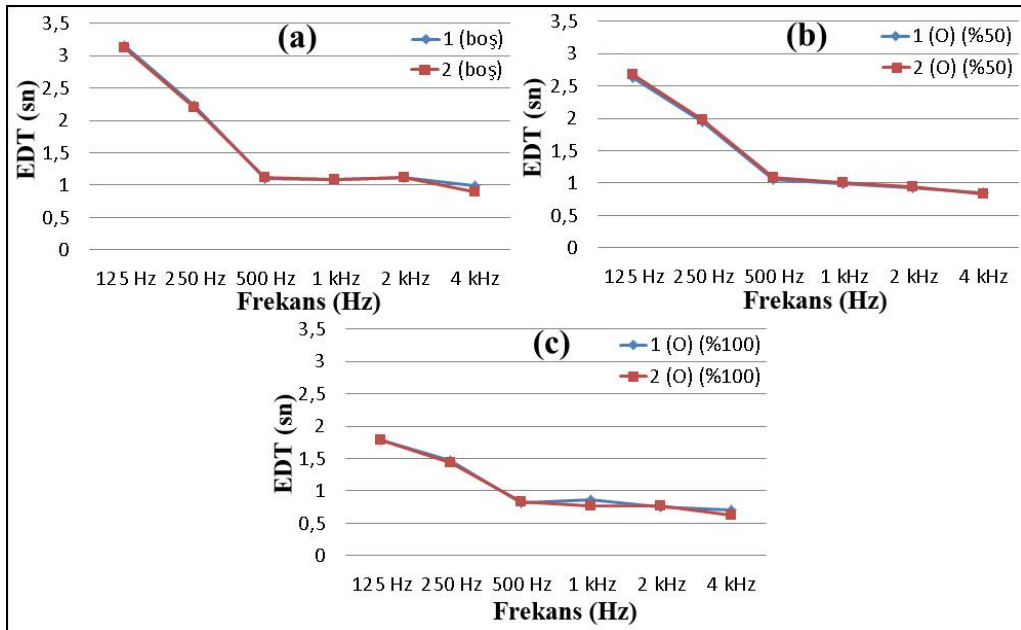 (a)
1 (boş)
2 (boş)
EDT (sn)
3,5
3
2,5
2
1,5
1
0,5
0
125 Hz 250 Hz 500 Hz 1 kHz 2 kHz 4 kHz
Frekans (Hz)
(b)
1 (O) (%50)
2 (O) (%50)
EDT (sn)
3,5
3
2,5
2
1,5
1
0,5
0
125 Hz 250 Hz 500 Hz 1 kHz 2 kHz 4 kHz
Frekans (Hz)
(c)
1 (O) (%100)
2 (O) (%100)
EDT (sn)
3,5
3
2,5
2
1,5
1
0,5
0
125 Hz 250 Hz 500 Hz 1 kHz 2 kHz 4 kHz
Frekans (Hz)